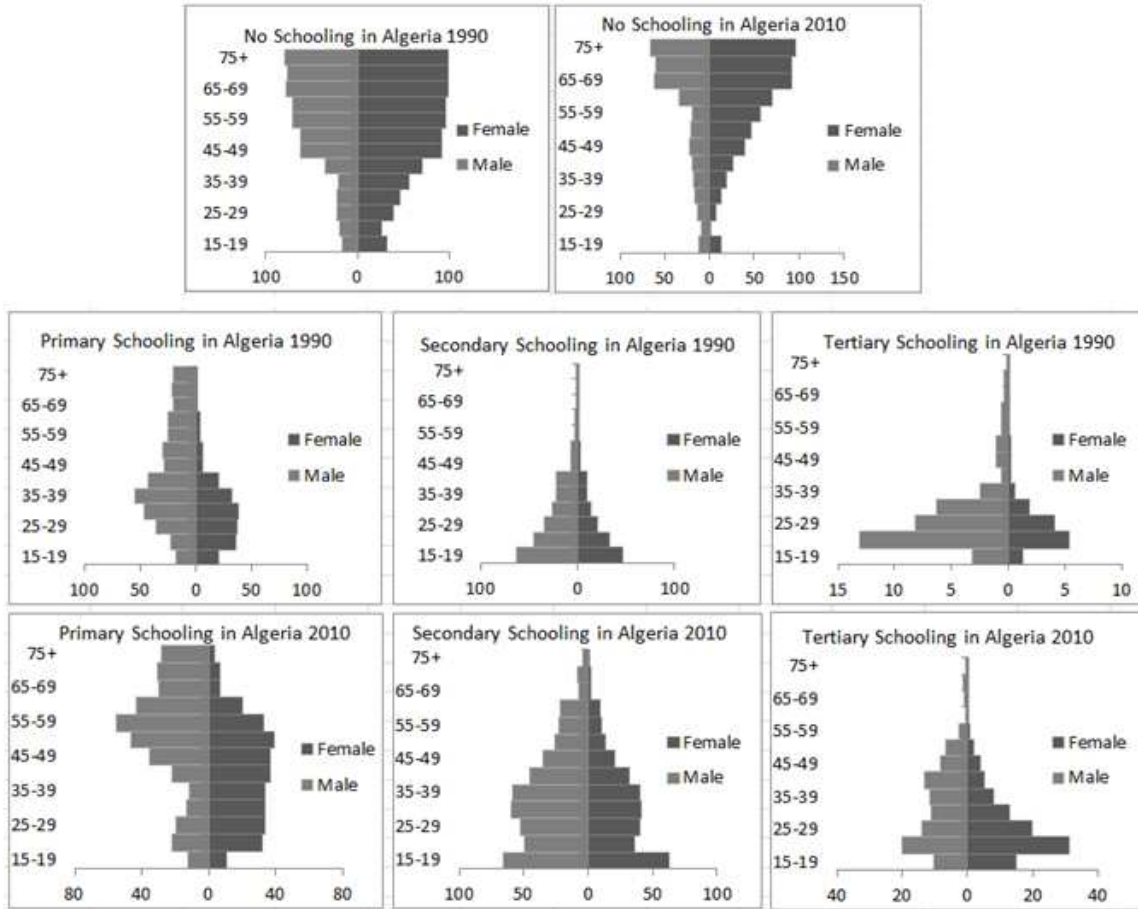 No Schooling in Algeria 1990
75+
65-69
55-59
45-49
35-39
25-29
15-19
Female
Male
100 0 100
No Schooling in Algeria 2010
75+
65-69
55-59
45-49
35-39
25-29
15-19
Female
Male
100 50 0 50 100 150
Primary Schooling in Algeria 1990
75+
65-69
55-59
45-49
35-39
25-29
15-19
Female
Male
100 50 0 50 100
Secondary Schooling in Algeria 1990
75+
65-69
55-59
45-49
35-39
25-29
15-19
Female
Male
100 0 100
Tertiary Schooling in Algeria 1990
75+
65-69
55-59
45-49
35-39
25-29
15-19
Female
Male
15 10 5 0 5 10
Primary Schooling in Algeria 2010
75+
65-69
55-59
45-49
35-39
25-29
15-19
Female
Male
80 40 0 40 80
Secondary Schooling in Algeria 2010
75+
65-69
55-59
45-49
35-39
25-29
15-19
Female
Male
100 50 0 50 100
Tertiary Schooling in Algeria 2010
75+
65-69
55-59
45-49
35-39
25-29
15-19
Female
Male
40 20 0 20 40